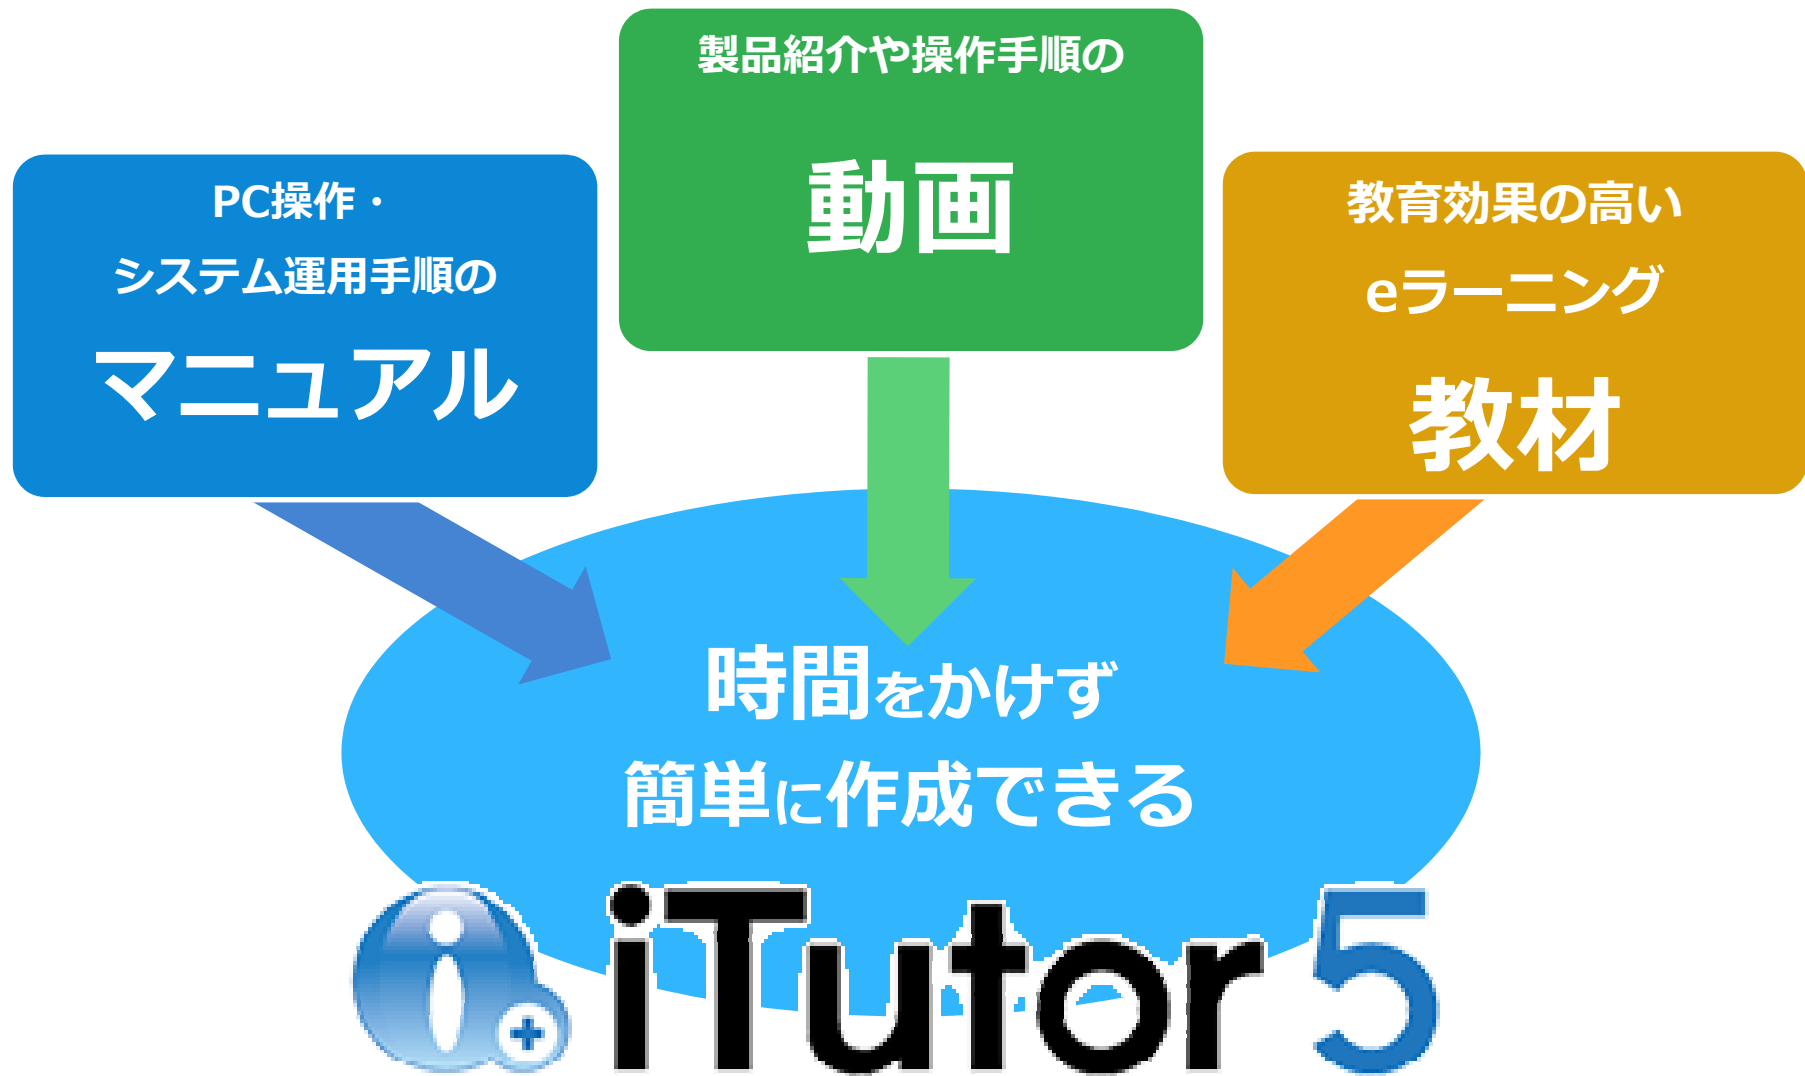 PC操作・
システム運用手順の
マニュアル
製品紹介や操作手順の
動画
教育効果の高い
eラーニング
教材
時間をかけず
簡単に作成できる
iTutor 5